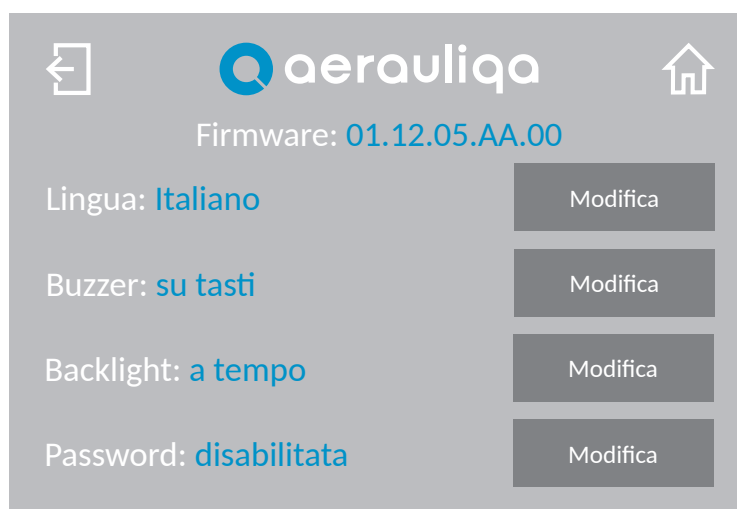 aerauliqa
Firmware: 01.12.05.AA.00
Lingua: Italiano Modifica
Buzzer: su tasti Modifica
Backlight: a tempo Modifica
Password: disabilitata Modifica